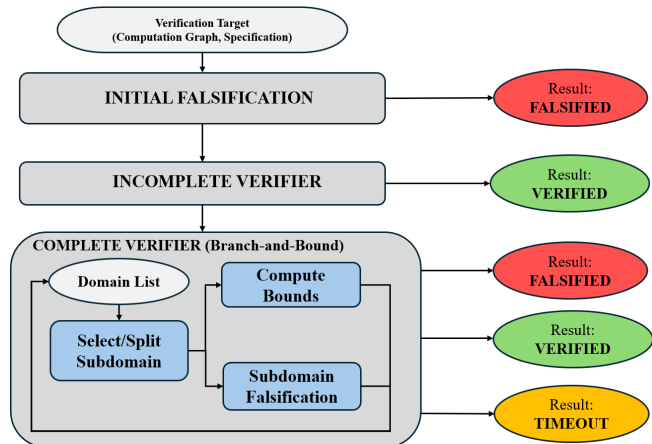 Verification Target
(Computation Graph, Specification)
INITIAL FALSIFICATION
Result:
FALSIFIED
INCOMPLETE VERIFIER
Result:
VERIFIED
COMPLETE VERIFIER (Branch-and-Bound)
Domain List
Select/Split
Subdomain
Compute
Bounds
Subdomain
Falsification
Result:
FALSIFIED
Result:
VERIFIED
Result:
TIMEOUT